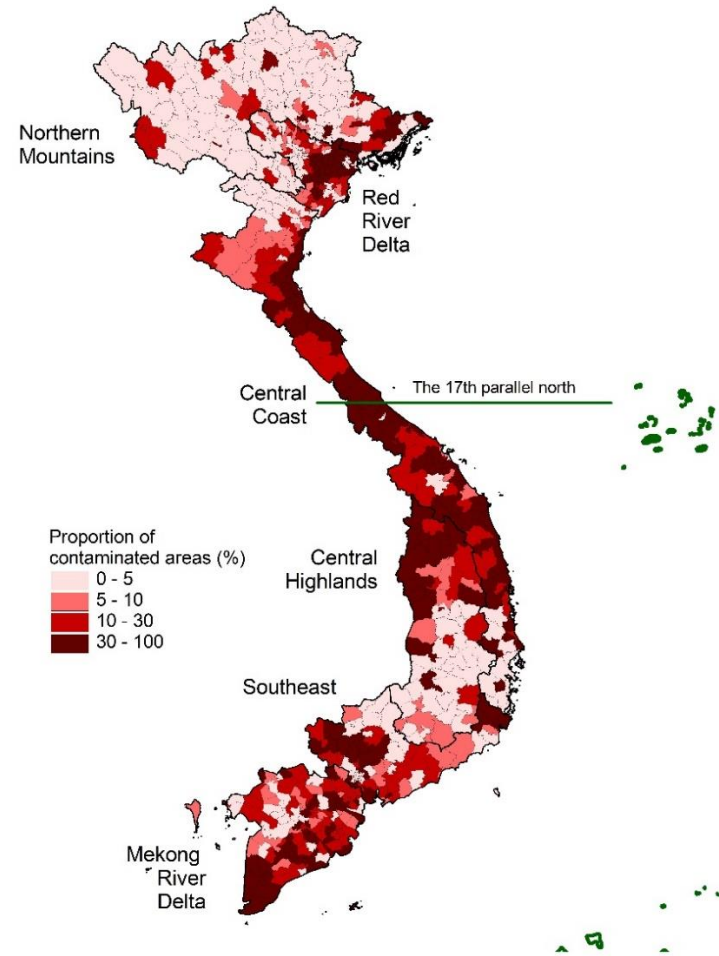 Northern
Mountains
Red
River
Delta
The 17th parallel north
Central
Coast
Proportion of
contaminated areas (%)
0 - 5
5 - 10
10 - 30
30 - 100
Central
Highlands
Southeast
Mekong
River
Delta